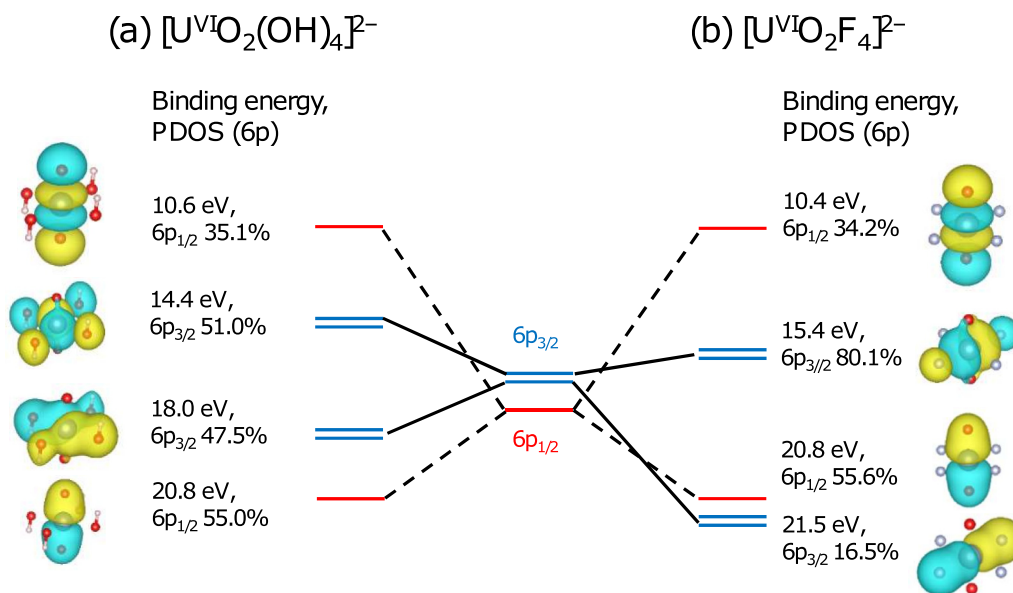 (a) [UⱽᴵO₂(OH)₄]²⁻
Binding energy,
PDOS (6p)
10.6 eV,
6p₁/₂ 35.1%
14.4 eV,
6p₃/₂ 51.0%
18.0 eV,
6p₃/₂ 47.5%
20.8 eV,
6p₁/₂ 55.0%
6p₃/₂
6p₁/₂
(b) [UⱽᴵO₂F₄]²⁻
Binding energy,
PDOS (6p)
10.4 eV,
6p₁/₂ 34.2%
15.4 eV,
6p₃//₂ 80.1%
20.8 eV,
6p₁/₂ 55.6%
21.5 eV,
6p₃/₂ 16.5%